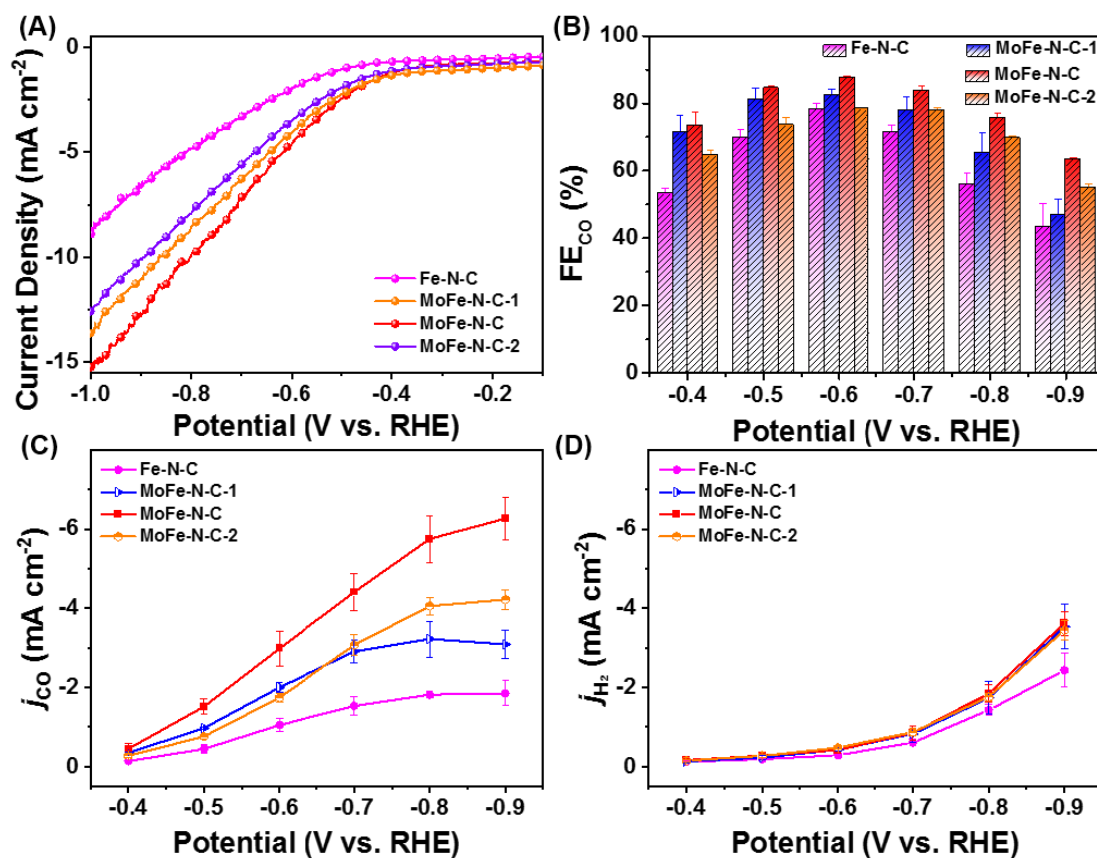 (A)
Current Density (mA cm⁻²)
0
-5
-10
-15
-1.0 -0.8 -0.6 -0.4 -0.2
Potential (V vs. RHE)
Fe-N-C
MoFe-N-C-1
MoFe-N-C
MoFe-N-C-2
(B)
FE_CO (%)
100
80
60
40
20
0
-0.4 -0.5 -0.6 -0.7 -0.8 -0.9
Potential (V vs. RHE)
Fe-N-C
MoFe-N-C-1
MoFe-N-C
MoFe-N-C-2
(C)
j_CO (mA cm⁻²)
-6
-4
-2
0
-0.4 -0.5 -0.6 -0.7 -0.8 -0.9
Potential (V vs. RHE)
Fe-N-C
MoFe-N-C-1
MoFe-N-C
MoFe-N-C-2
(D)
j_H₂ (mA cm⁻²)
-6
-4
-2
0
-0.4 -0.5 -0.6 -0.7 -0.8 -0.9
Potential (V vs. RHE)
Fe-N-C
MoFe-N-C-1
MoFe-N-C
MoFe-N-C-2